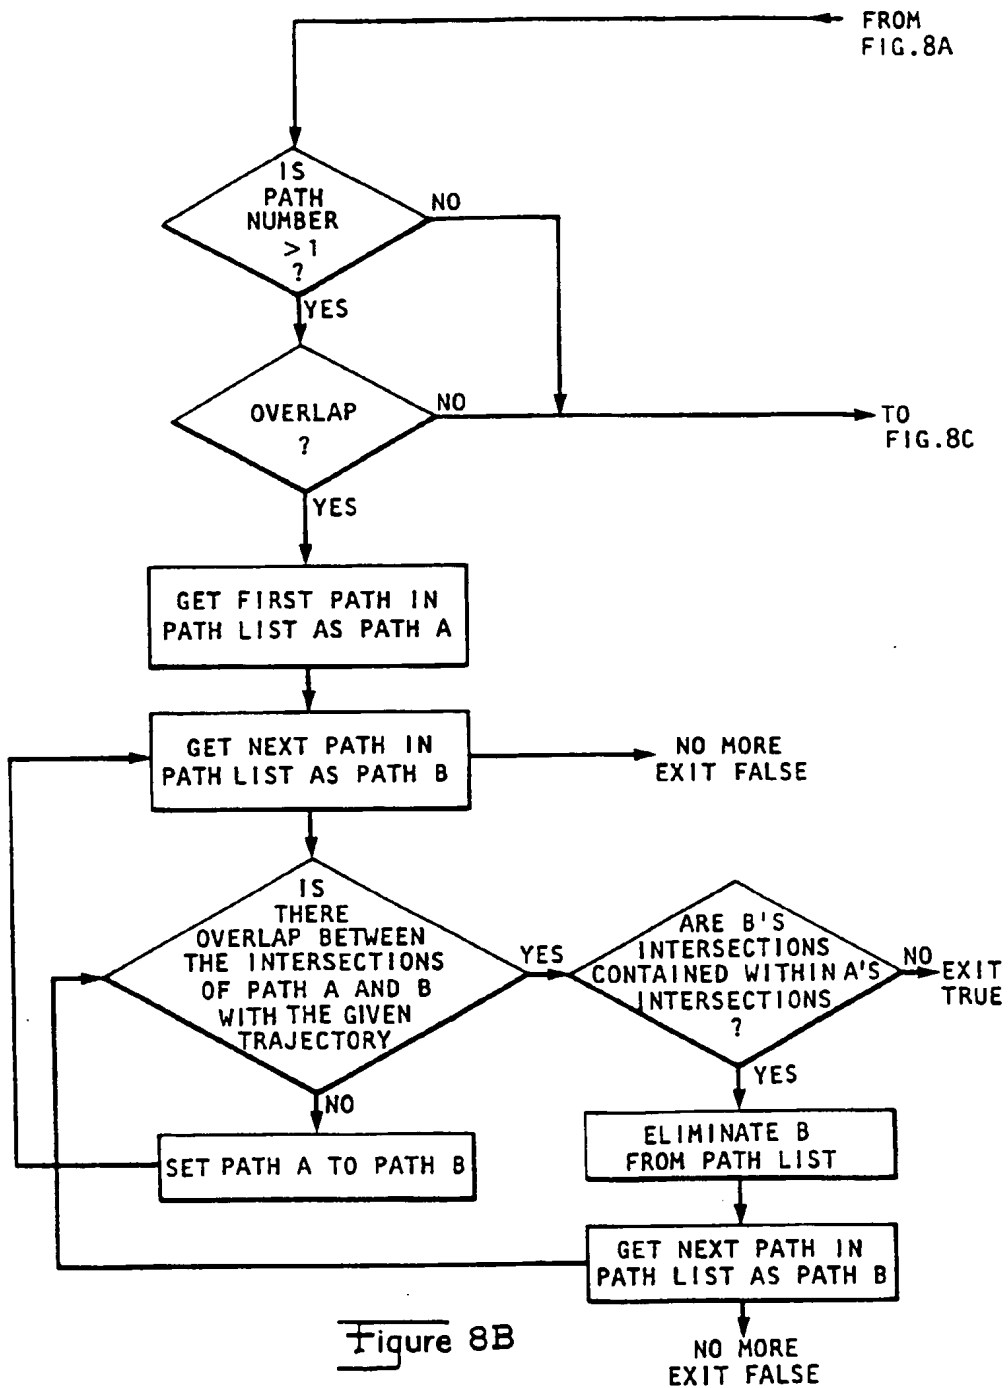 FROM
FIG.8A
IS
PATH
NUMBER
>1
?
NO
YES
OVERLAP
?
NO
TO
FIG.8C
YES
GET FIRST PATH IN
PATH LIST AS PATH A
GET NEXT PATH IN
PATH LIST AS PATH B
NO MORE
EXIT FALSE
IS
THERE
OVERLAP BETWEEN
THE INTERSECTIONS
OF PATH A AND B
WITH THE GIVEN
TRAJECTORY
YES
ARE B'S
INTERSECTIONS
CONTAINED WITHIN A'S
INTERSECTIONS
?
NO
EXIT
TRUE
NO
YES
SET PATH A TO PATH B
ELIMINATE B
FROM PATH LIST
GET NEXT PATH IN
PATH LIST AS PATH B
NO MORE
EXIT FALSE
Figure 8B